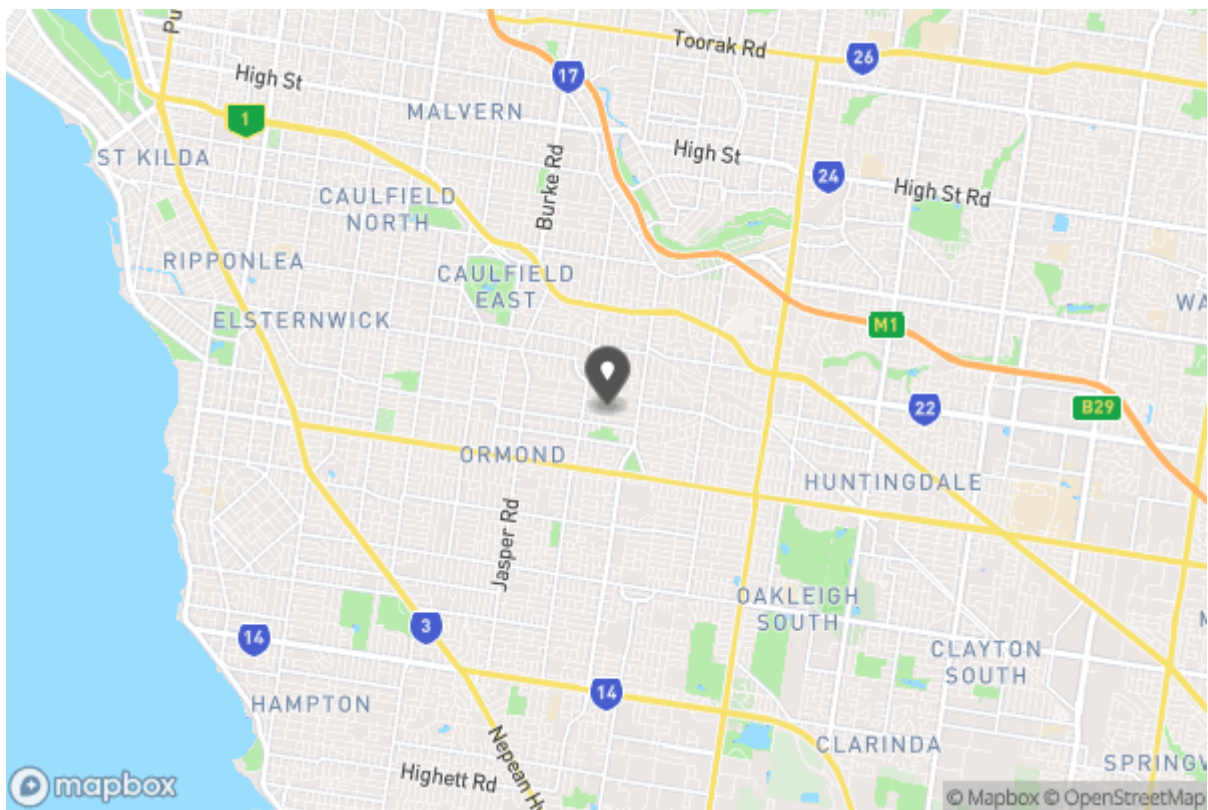 Toorak Rd
26
High St
17
MALVERN
1
ST KILDA
High St
24
High St Rd
Burke Rd
CAULFIELD
NORTH
RIPPONLEA
CAULFIELD
EAST
ELSTERNWICK
M1
22
B29
ORMOND
HUNTINGDALE
Jasper Rd
OAKLEIGH
SOUTH
3
14
CLAYTON
SOUTH
14
HAMPTON
Nepean H
CLARINDA
SPRINGV
Highett Rd
mapbox
© Mapbox © OpenStreetMap